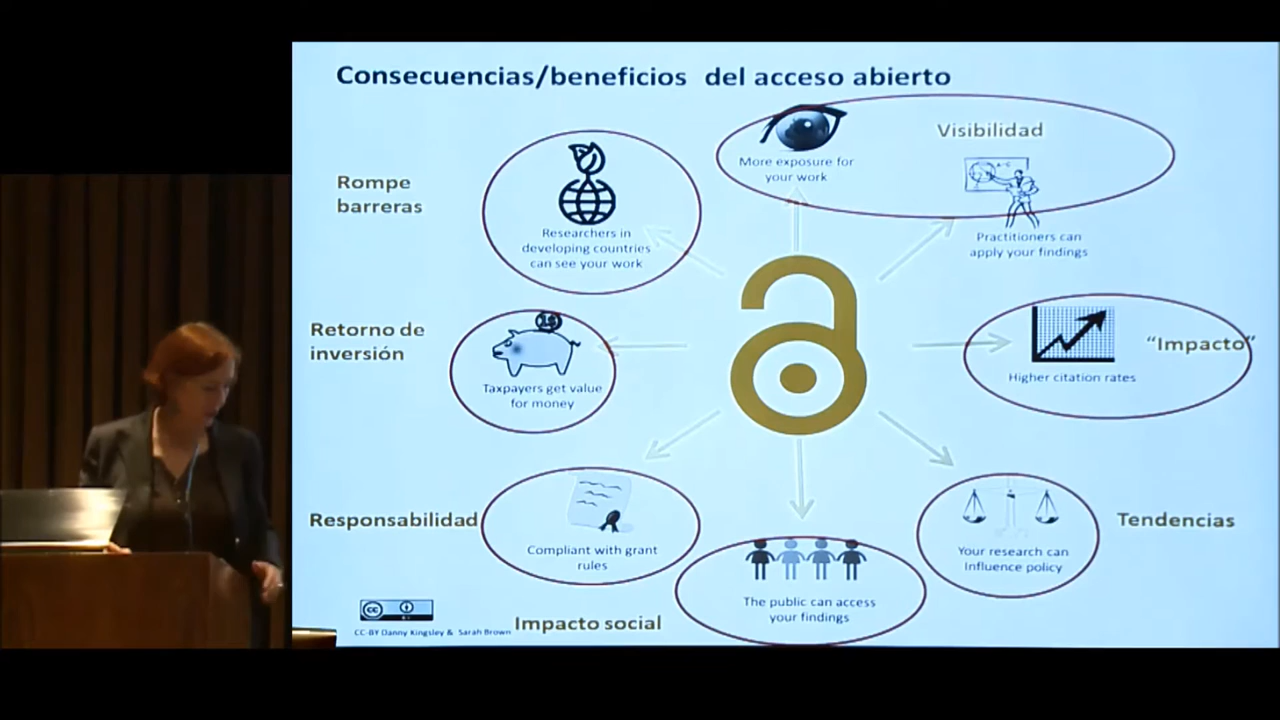 Consecuencias/beneficios del acceso abierto
Visibilidad
More exposure for
your work
Practitioners can
apply your findings
Rompe
barreras
Researchers in
developing countries
can see your work
Retorno de
inversión
Taxpayers get value
for money
"Impacto"
Higher citation rates
Responsabilidad
Compliant with grant
rules
Tendencias
Your research can
Influence policy
The public can access
your findings
Impacto social
cc
CC-BY Danny Kingsley & Sarah Brown